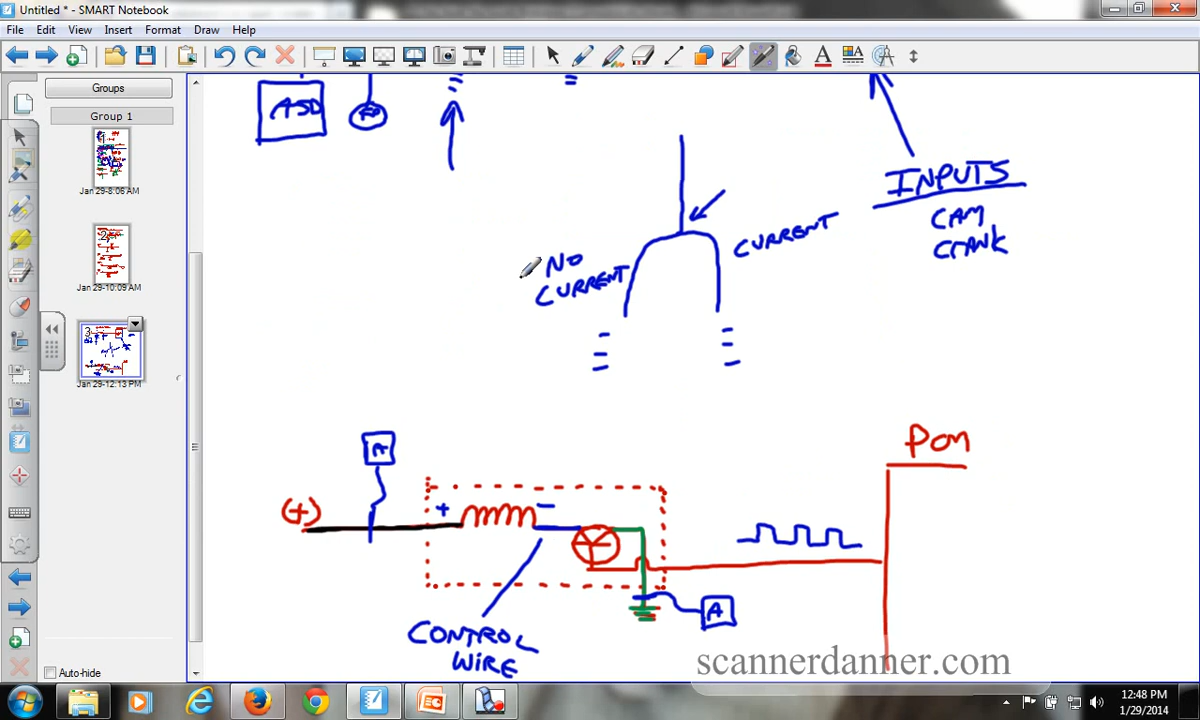 Untitled * - SMART Notebook
File Edit View Insert Format Draw Help
Groups
Group 1
Jan 29-8:06 AM
Jan 29-10:09 AM
Jan 29-12:13 PM
Auto-hide
ASD
INPUTS
CAM
CRANK
NO
CURRENT
CURRENT
A
PCM
(+)
+
-
A
CONTROL
WIRE
scannerdanner.com
12:48 PM
1/29/2014